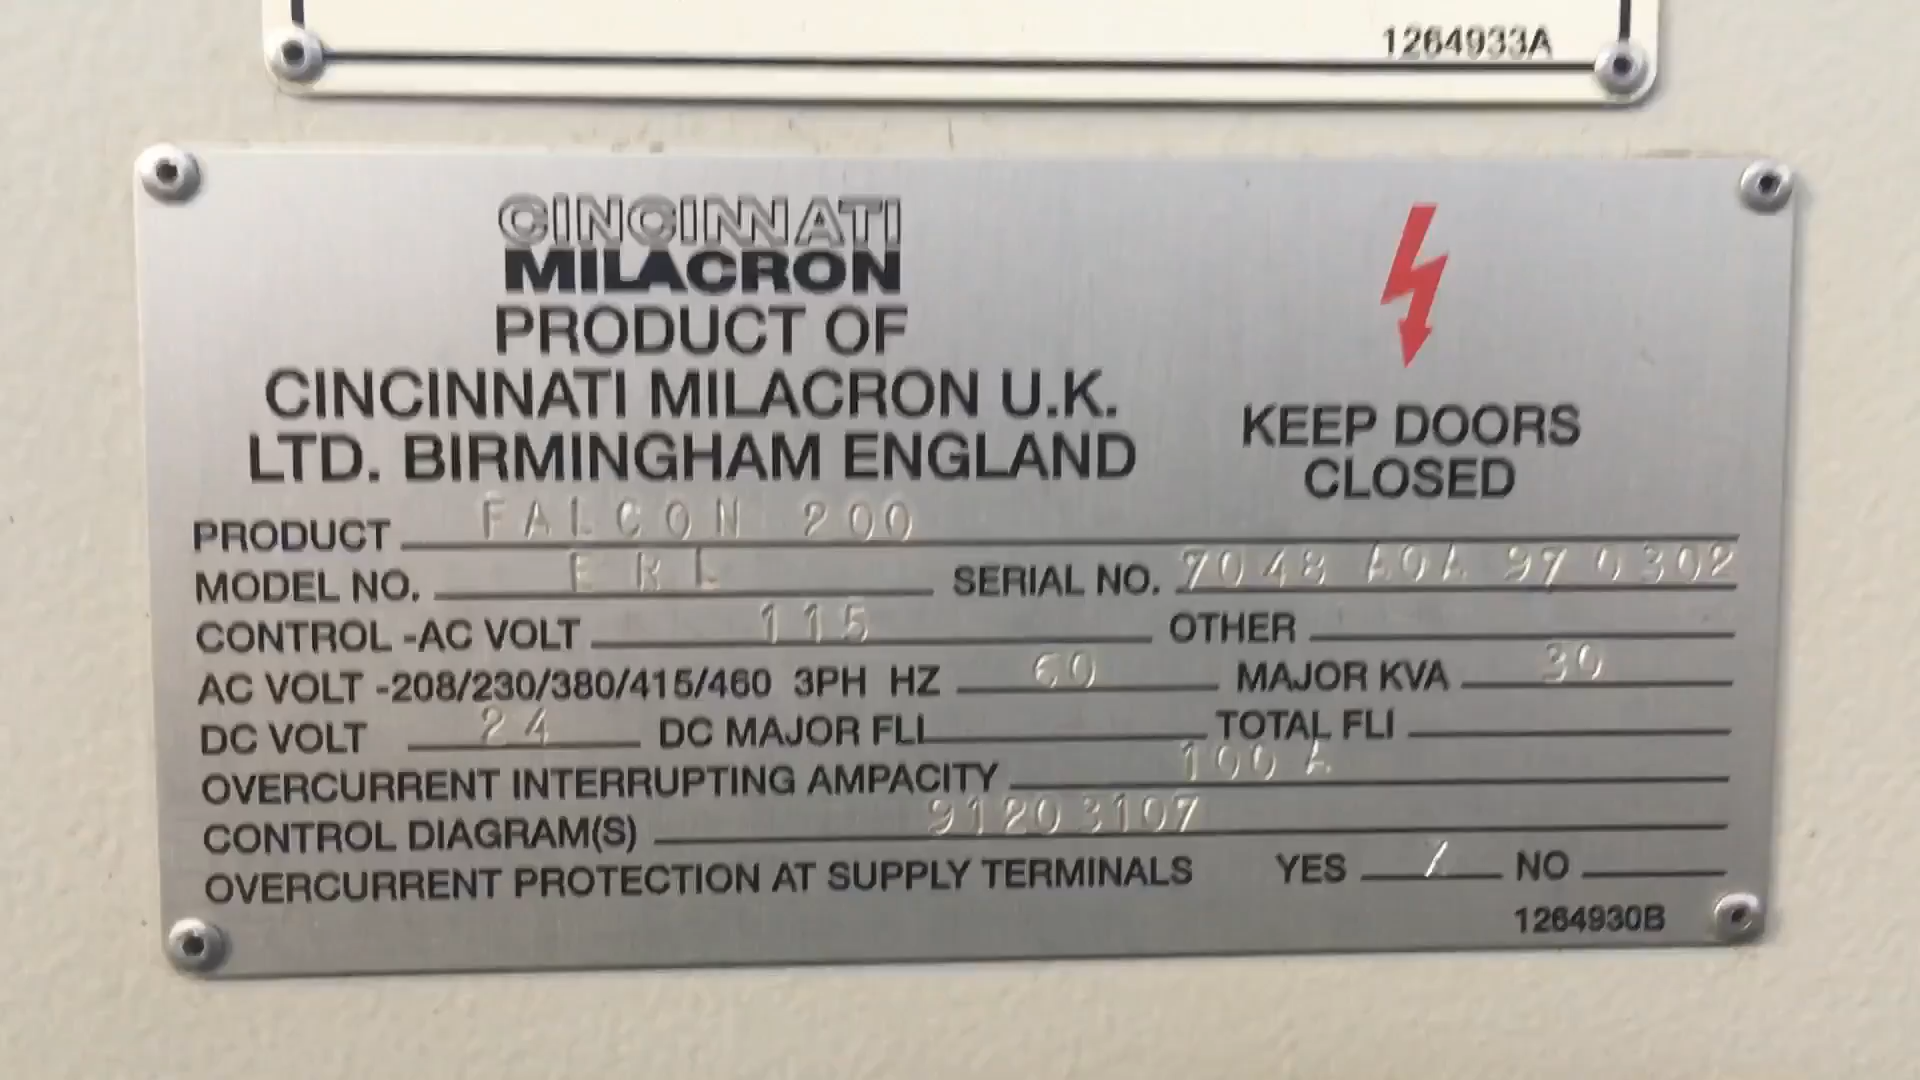 1264933A
CINCINNATI
MILACRON
PRODUCT OF
CINCINNATI MILACRON U.K.
LTD. BIRMINGHAM ENGLAND
KEEP DOORS
CLOSED
PRODUCT FALCON 200
MODEL NO. ERL SERIAL NO. 7048 A0A 97 0302
CONTROL -AC VOLT 115 OTHER
AC VOLT -208/230/380/415/460 3PH HZ 60 MAJOR KVA 30
DC VOLT 24 DC MAJOR FLI TOTAL FLI
OVERCURRENT INTERRUPTING AMPACITY 100 A
CONTROL DIAGRAM(S) 91203107
OVERCURRENT PROTECTION AT SUPPLY TERMINALS YES / NO
1264930B